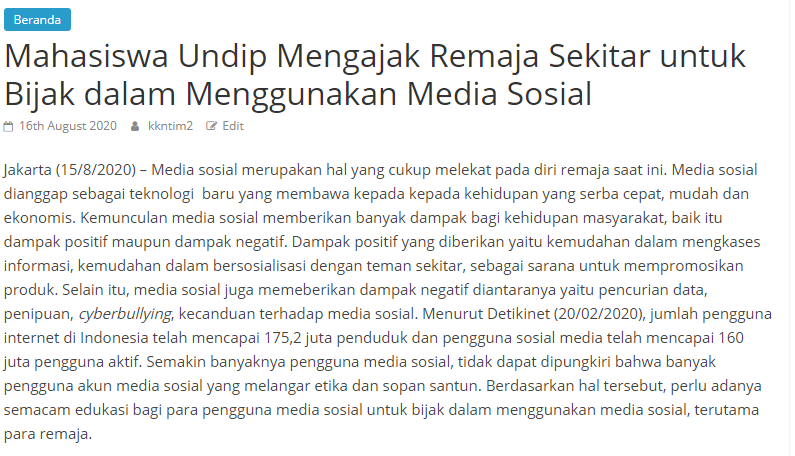 Beranda
Mahasiswa Undip Mengajak Remaja Sekitar untuk
Bijak dalam Menggunakan Media Sosial
16th August 2020 kkntim2 Edit
Jakarta (15/8/2020) – Media sosial merupakan hal yang cukup melekat pada diri remaja saat ini. Media sosial
dianggap sebagai teknologi  baru yang membawa kepada kepada kehidupan yang serba cepat, mudah dan
ekonomis. Kemunculan media sosial memberikan banyak dampak bagi kehidupan masyarakat, baik itu
dampak positif maupun dampak negatif. Dampak positif yang diberikan yaitu kemudahan dalam mengkases
informasi, kemudahan dalam bersosialisasi dengan teman sekitar, sebagai sarana untuk mempromosikan
produk. Selain itu, media sosial juga memeberikan dampak negatif diantaranya yaitu pencurian data,
penipuan, cyberbullying, kecanduan terhadap media sosial. Menurut Detikinet (20/02/2020), jumlah pengguna
internet di Indonesia telah mencapai 175,2 juta penduduk dan pengguna sosial media telah mencapai 160
juta pengguna aktif. Semakin banyaknya pengguna media sosial, tidak dapat dipungkiri bahwa banyak
pengguna akun media sosial yang melangar etika dan sopan santun. Berdasarkan hal tersebut, perlu adanya
semacam edukasi bagi para pengguna media sosial untuk bijak dalam menggunakan media sosial, terutama
para remaja.